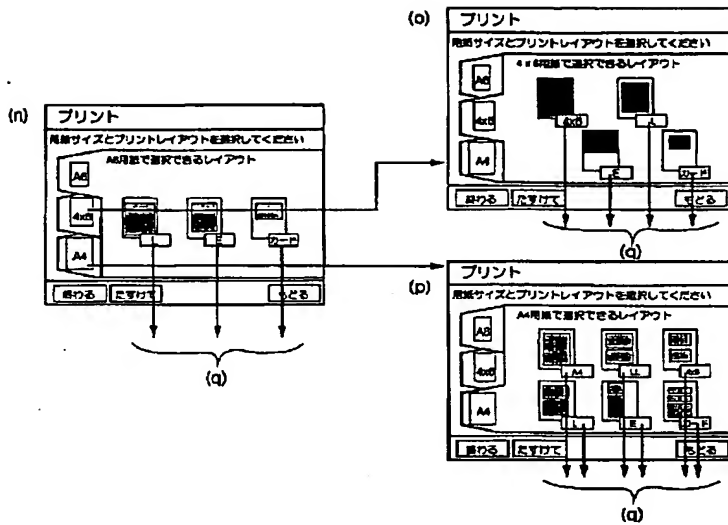 (n)
プリント
用紙サイズとプリントレイアウトを選択してください
A6用紙で選択できるレイアウト
A6
4x6
A4
L
E
カード
終わる
たすけて
もどる
(q)
(o)
プリント
用紙サイズとプリントレイアウトを選択してください
4x6用紙で選択できるレイアウト
A6
4x6
A4
4x6
L
E
カード
終わる
たすけて
もどる
(q)
(p)
プリント
用紙サイズとプリントレイアウトを選択してください
A4用紙で選択できるレイアウト
A6
4x6
A4
A4
LL
4x6
L
E
カード
終わる
たすけて
もどる
(q)